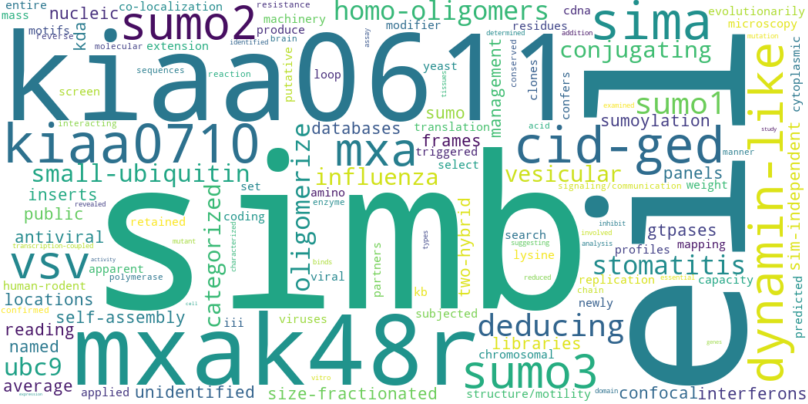 entire
mass
co-localization
resistance
cdna
evolutionarily
nucleic
sumo2
modifier
homo-oligomers
sima
microscopy
motifs
kda
machinery
addition
mutation
reverse
molecular
identified
brain
produce
residues
extension
assay
determined
conjugating
kiaa0611
screen
sequences
reaction
putative
loop
yeast
confers
conserved
clones
tissues
management
examined
cytoplasmic
interacting
sumo
sumo1
kiaa0710
databases
translation
acid
sumoylation
elll
dynamin-like
study
mxa
frames
triggered
cid-ged
manner
small-ubiquitin
influenza
select
vesicular
panels
revealed
amino
signaling/communication
weight
inserts
set
enzyme
oligomerize
categorized
coding
search
gtpases
inhibit
public
retained
simb
two-hybrid
suggesting
profiles
mapping
involved
antiviral
transcription-coupled
characterized
binds
types
lysine
analysis
stomatitis
sim-independent
vsv
activity
apparent
mutant
viral
partners
reduced
replication
essential
capacity
human-rodent
polymerase
kb
chain
newly
predicted
locations
cell
confirmed
self-assembly
iii
viruses
subjected
deducing
reading
named
mxak48r
libraries
genes
chromosomal
ubc9
vitro
sumo3
domain
average
applied
unidentified
size-fractionated
structure/motility
confocal
interferons
expression